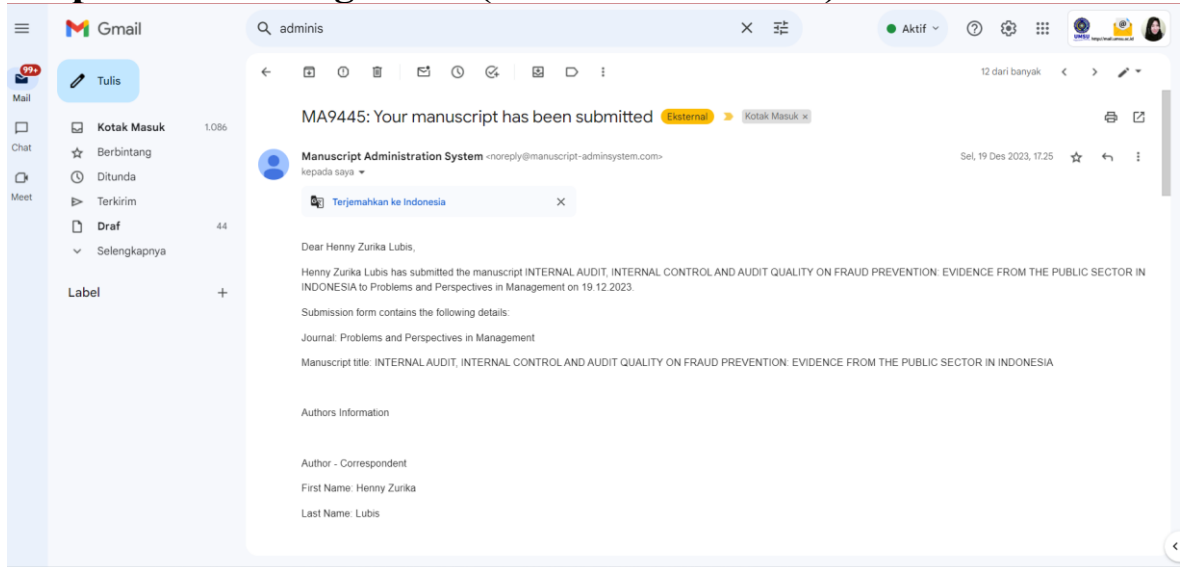 Gmail
adminis
Aktif
99+
Mail
Chat
Meet
Tulis
Kotak Masuk 1.086
Berbintang
Ditunda
Terkirim
Draf 44
Selengkapnya
Label
12 dari banyak
MA9445: Your manuscript has been submitted Eksternal Kotak Masuk ×
Manuscript Administration System <noreply@manuscript-adminsystem.com> Sel, 19 Des 2023, 17.25
kepada saya
Terjemahkan ke Indonesia
Dear Henny Zurika Lubis,
Henny Zurika Lubis has submitted the manuscript INTERNAL AUDIT, INTERNAL CONTROL AND AUDIT QUALITY ON FRAUD PREVENTION: EVIDENCE FROM THE PUBLIC SECTOR IN
INDONESIA to Problems and Perspectives in Management on 19.12.2023.
Submission form contains the following details:
Journal: Problems and Perspectives in Management
Manuscript title: INTERNAL AUDIT, INTERNAL CONTROL AND AUDIT QUALITY ON FRAUD PREVENTION: EVIDENCE FROM THE PUBLIC SECTOR IN INDONESIA
Authors Information
Author - Correspondent
First Name: Henny Zurika
Last Name: Lubis